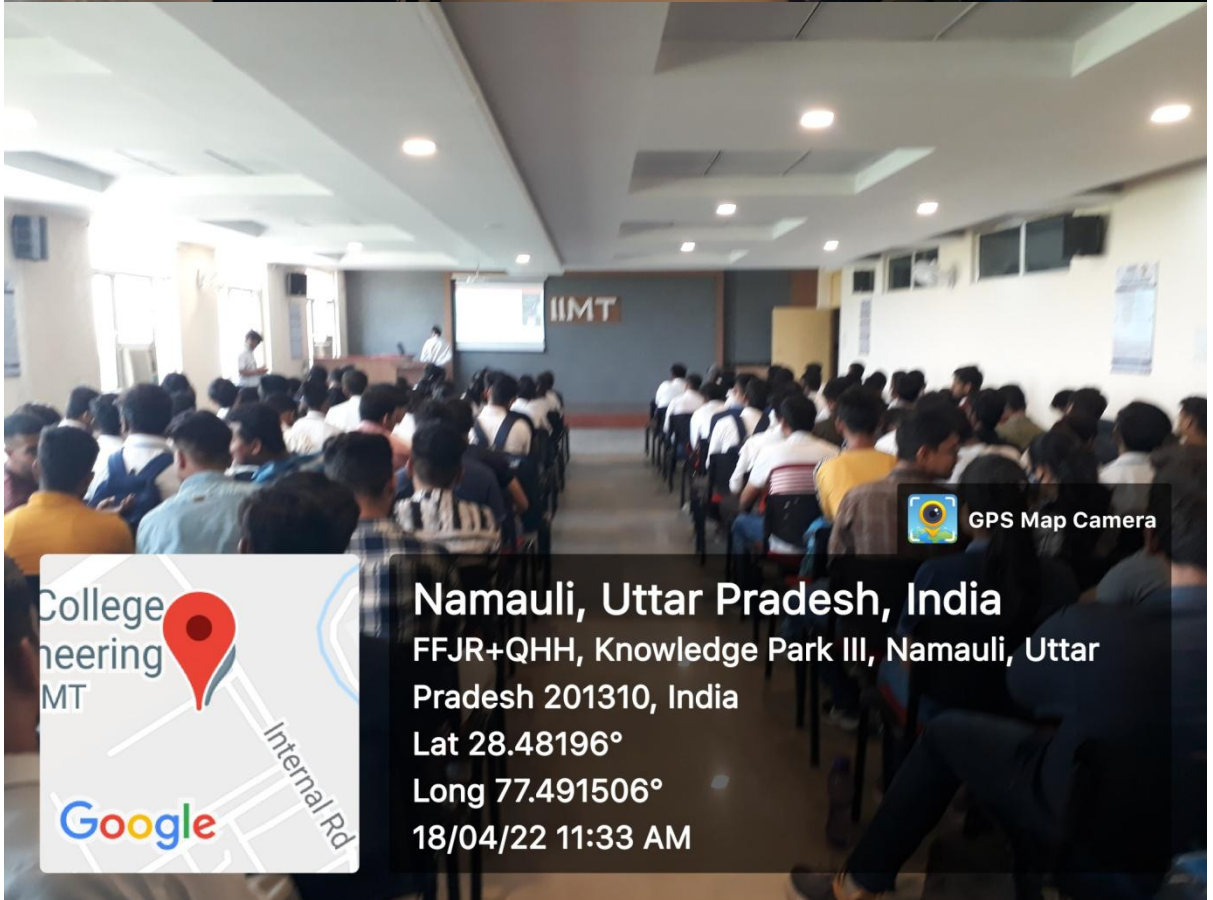 IIMT
GPS Map Camera
College
neering
MT
Internal Rd
Google
Namauli, Uttar Pradesh, India
FFJR+QHH, Knowledge Park III, Namauli, Uttar
Pradesh 201310, India
Lat 28.48196°
Long 77.491506°
18/04/22 11:33 AM